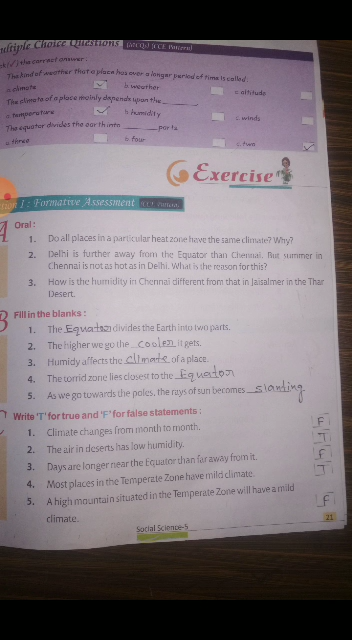 ultiple Choice Questions (MCQs) (CCE Pattern)
(✓) the correct answer :
The kind of weather that a place has over a longer period of time is called :
a. climate ✓ b. weather c. altitude
The climate of a place mainly depends upon the ______
a. temperature ✓ b. humidity c. winds
The equator divides the earth into ______ parts
a. three b. four c. two ✓
Exercise
tion I : Formative Assessment (CCE Pattern)
A Oral :
1. Do all places in a particular heat zone have the same climate? Why?
2. Delhi is further away from the Equator than Chennai. But summer in
Chennai is not as hot as in Delhi. What is the reason for this?
3. How is the humidity in Chennai different from that in Jaisalmer in the Thar
Desert.
B Fill in the blanks :
1. The Equator divides the Earth into two parts.
2. The higher we go the cooler it gets.
3. Humidy affects the climate of a place.
4. The torrid zone lies closest to the Equator
5. As we go towards the poles, the rays of sun becomes slanting
C Write 'T' for true and 'F' for false statements :
1. Climate changes from month to month. F
2. The air in deserts has low humidity. T
3. Days are longer near the Equator than far away from it. F
4. Most places in the Temperate Zone have mild climate. T
5. A high mountain situated in the Temperate Zone will have a mild
climate. F
Social Science-5
21